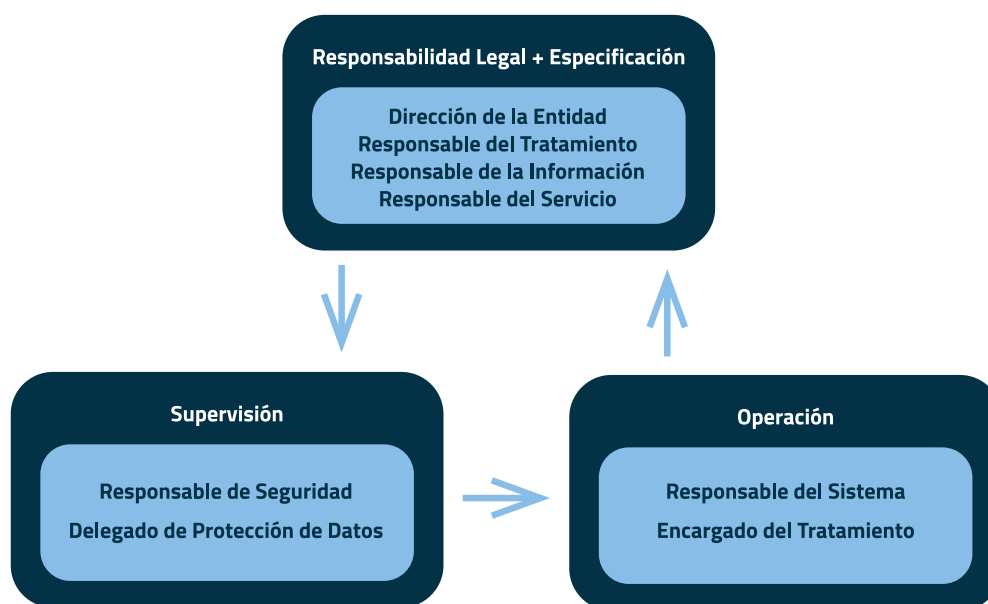 Responsabilidad Legal + Especificación
Dirección de la Entidad
Responsable del Tratamiento
Responsable de la Información
Responsable del Servicio
Supervisión
Responsable de Seguridad
Delegado de Protección de Datos
Operación
Responsable del Sistema
Encargado del Tratamiento